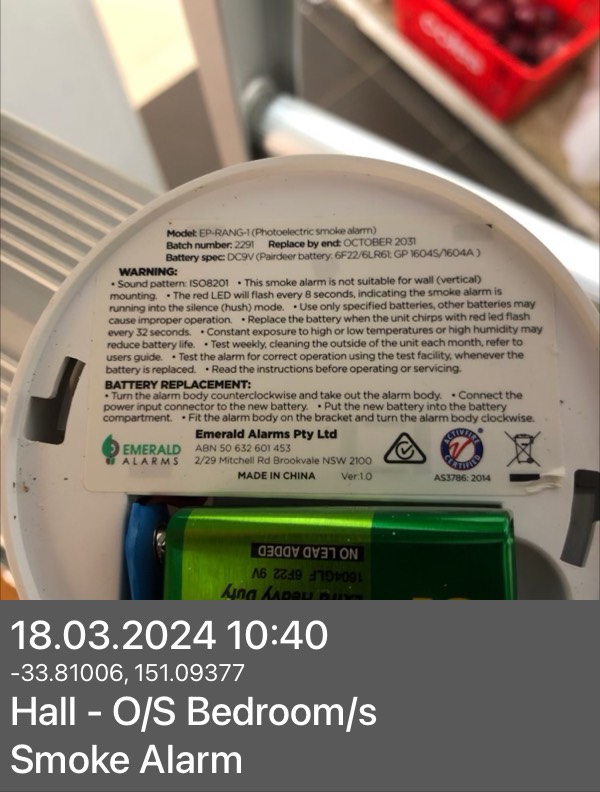 coles
Model: EP-RANG-1 (Photoelectric smoke alarm)
Batch number: 2291 Replace by end: OCTOBER 2031
Battery spec: DC9V (Pairdeer battery: 6F22/6LR61; GP 1604S/1604A )
WARNING:
• Sound pattern: ISO8201 • This smoke alarm is not suitable for wall (vertical)
mounting. • The red LED will flash every 8 seconds, indicating the smoke alarm is
running into the silence (hush) mode. • Use only specified batteries, other batteries may
cause improper operation. • Replace the battery when the unit chirps with red led flash
every 32 seconds. • Constant exposure to high or low temperatures or high humidity may
reduce battery life. • Test weekly, cleaning the outside of the unit each month, refer to
users guide. • Test the alarm for correct operation using the test facility, whenever the
battery is replaced. • Read the instructions before operating or servicing.
BATTERY REPLACEMENT:
• Turn the alarm body counterclockwise and take out the alarm body. • Connect the
power input connector to the new battery. • Put the new battery into the battery
compartment. • Fit the alarm body on the bracket and turn the alarm body clockwise.
EMERALD
ALARMS
Emerald Alarms Pty Ltd
ABN 50 632 601 453
2/29 Mitchell Rd Brookvale NSW 2100
MADE IN CHINA Ver:1.0
ACTIVFIRE
CERTIFIED
AS3786: 2014
NO LEAD ADDED
1604GLF 6F22 9V
Extra Heavy Duty
18.03.2024 10:40
-33.81006, 151.09377
Hall - O/S Bedroom/s
Smoke Alarm